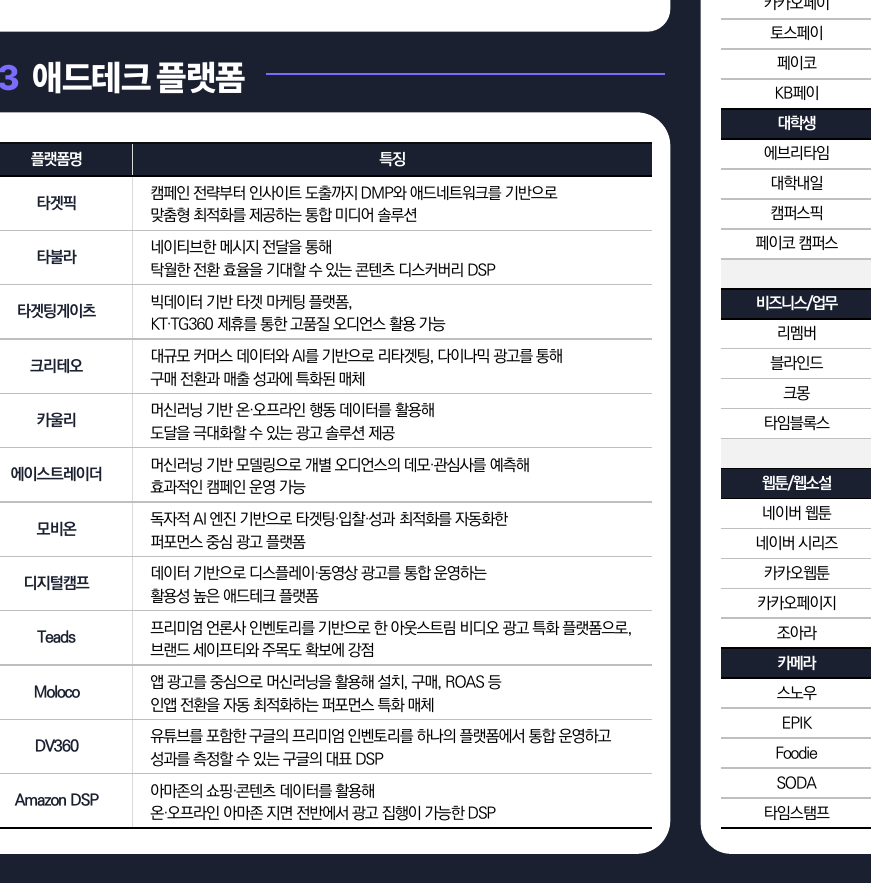 3 애드테크 플랫폼
플랫폼명 특징
타겟픽
캠페인 전략부터 인사이트 도출까지 DMP와 애드네트워크를 기반으로
맞춤형 최적화를 제공하는 통합 미디어 솔루션
타불라
네이티브한 메시지 전달을 통해
탁월한 전환 효율을 기대할 수 있는 콘텐츠 디스커버리 DSP
타겟팅게이츠
빅데이터 기반 타겟 마케팅 플랫폼,
KT·TG360 제휴를 통한 고품질 오디언스 활용 가능
크리테오
대규모 커머스 데이터와 AI를 기반으로 리타겟팅, 다이나믹 광고를 통해
구매 전환과 매출 성과에 특화된 매체
카울리
머신러닝 기반 온·오프라인 행동 데이터를 활용해
도달을 극대화할 수 있는 광고 솔루션 제공
에이스트레이더
머신러닝 기반 모델링으로 개별 오디언스의 데모·관심사를 예측해
효과적인 캠페인 운영 가능
모비온
독자적 AI 엔진 기반으로 타겟팅·입찰·성과 최적화를 자동화한
퍼포먼스 중심 광고 플랫폼
디지털캠프
데이터 기반으로 디스플레이·동영상 광고를 통합 운영하는
활용성 높은 애드테크 플랫폼
Teads
프리미엄 언론사 인벤토리를 기반으로 한 아웃스트림 비디오 광고 특화 플랫폼으로,
브랜드 세이프티와 주목도 확보에 강점
Moloco
앱 광고를 중심으로 머신러닝을 활용해 설치, 구매, ROAS 등
인앱 전환을 자동 최적화하는 퍼포먼스 특화 매체
DV360
유튜브를 포함한 구글의 프리미엄 인벤토리를 하나의 플랫폼에서 통합 운영하고
성과를 측정할 수 있는 구글의 대표 DSP
Amazon DSP
아마존의 쇼핑·콘텐츠 데이터를 활용해
온·오프라인 아마존 지면 전반에서 광고 집행이 가능한 DSP
카카오페이
토스페이
페이코
KB페이
대학생
에브리타임
대학내일
캠퍼스픽
페이코 캠퍼스
비즈니스/업무
리멤버
블라인드
크몽
타임블록스
웹툰/웹소설
네이버 웹툰
네이버 시리즈
카카오웹툰
카카오페이지
조아라
카메라
스노우
EPIK
Foodie
SODA
타임스탬프